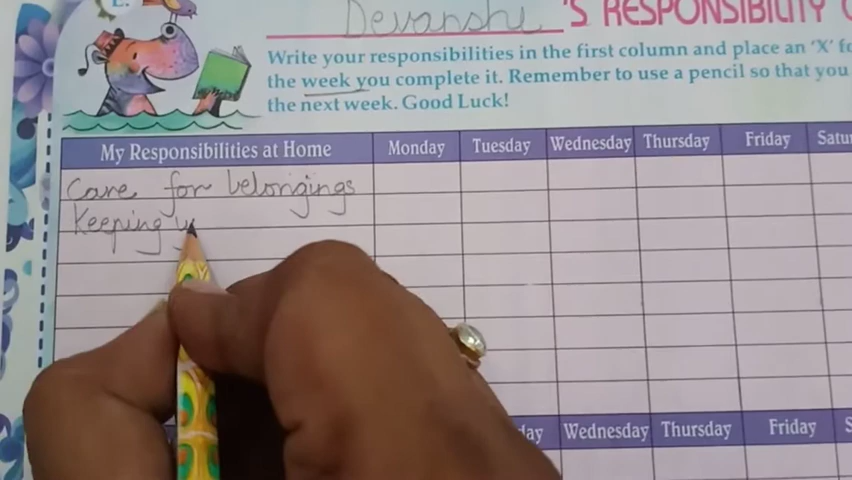 E.
Devanshi 'S RESPONSIBILITY
Write your responsibilities in the first column and place an 'X' fo
the week you complete it. Remember to use a pencil so that you
the next week. Good Luck!
My Responsibilities at Home Monday Tuesday Wednesday Thursday Friday Satur
Care for belongings
Keeping
day Wednesday Thursday Friday S